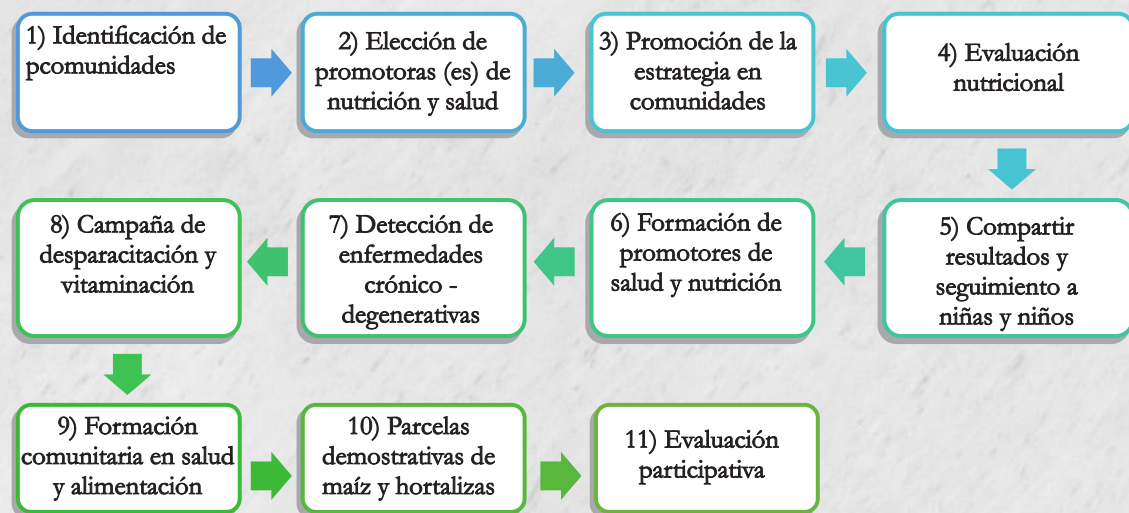 1) Identificación de
pcomunidades
2) Elección de
promotoras (es) de
nutrición y salud
3) Promoción de la
estrategia en
comunidades
4) Evaluación
nutricional
5) Compartir
resultados y
seguimiento a
niñas y niños
6) Formación de
promotores de
salud y nutrición
7) Detección de
enfermedades
crónico -
degenerativas
8) Campaña de
desparacitación y
vitaminación
9) Formación
comunitaria en salud
y alimentación
10) Parcelas
demostrativas de
maíz y hortalizas
11) Evaluación
participativa